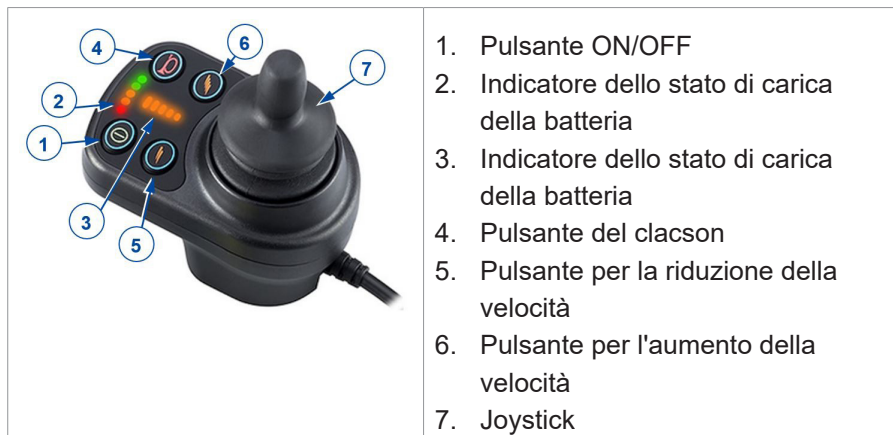 4
6
7
2
1
3
5
1. Pulsante ON/OFF
2. Indicatore dello stato di carica
della batteria
3. Indicatore dello stato di carica
della batteria
4. Pulsante del clacson
5. Pulsante per la riduzione della
velocità
6. Pulsante per l'aumento della
velocità
7. Joystick